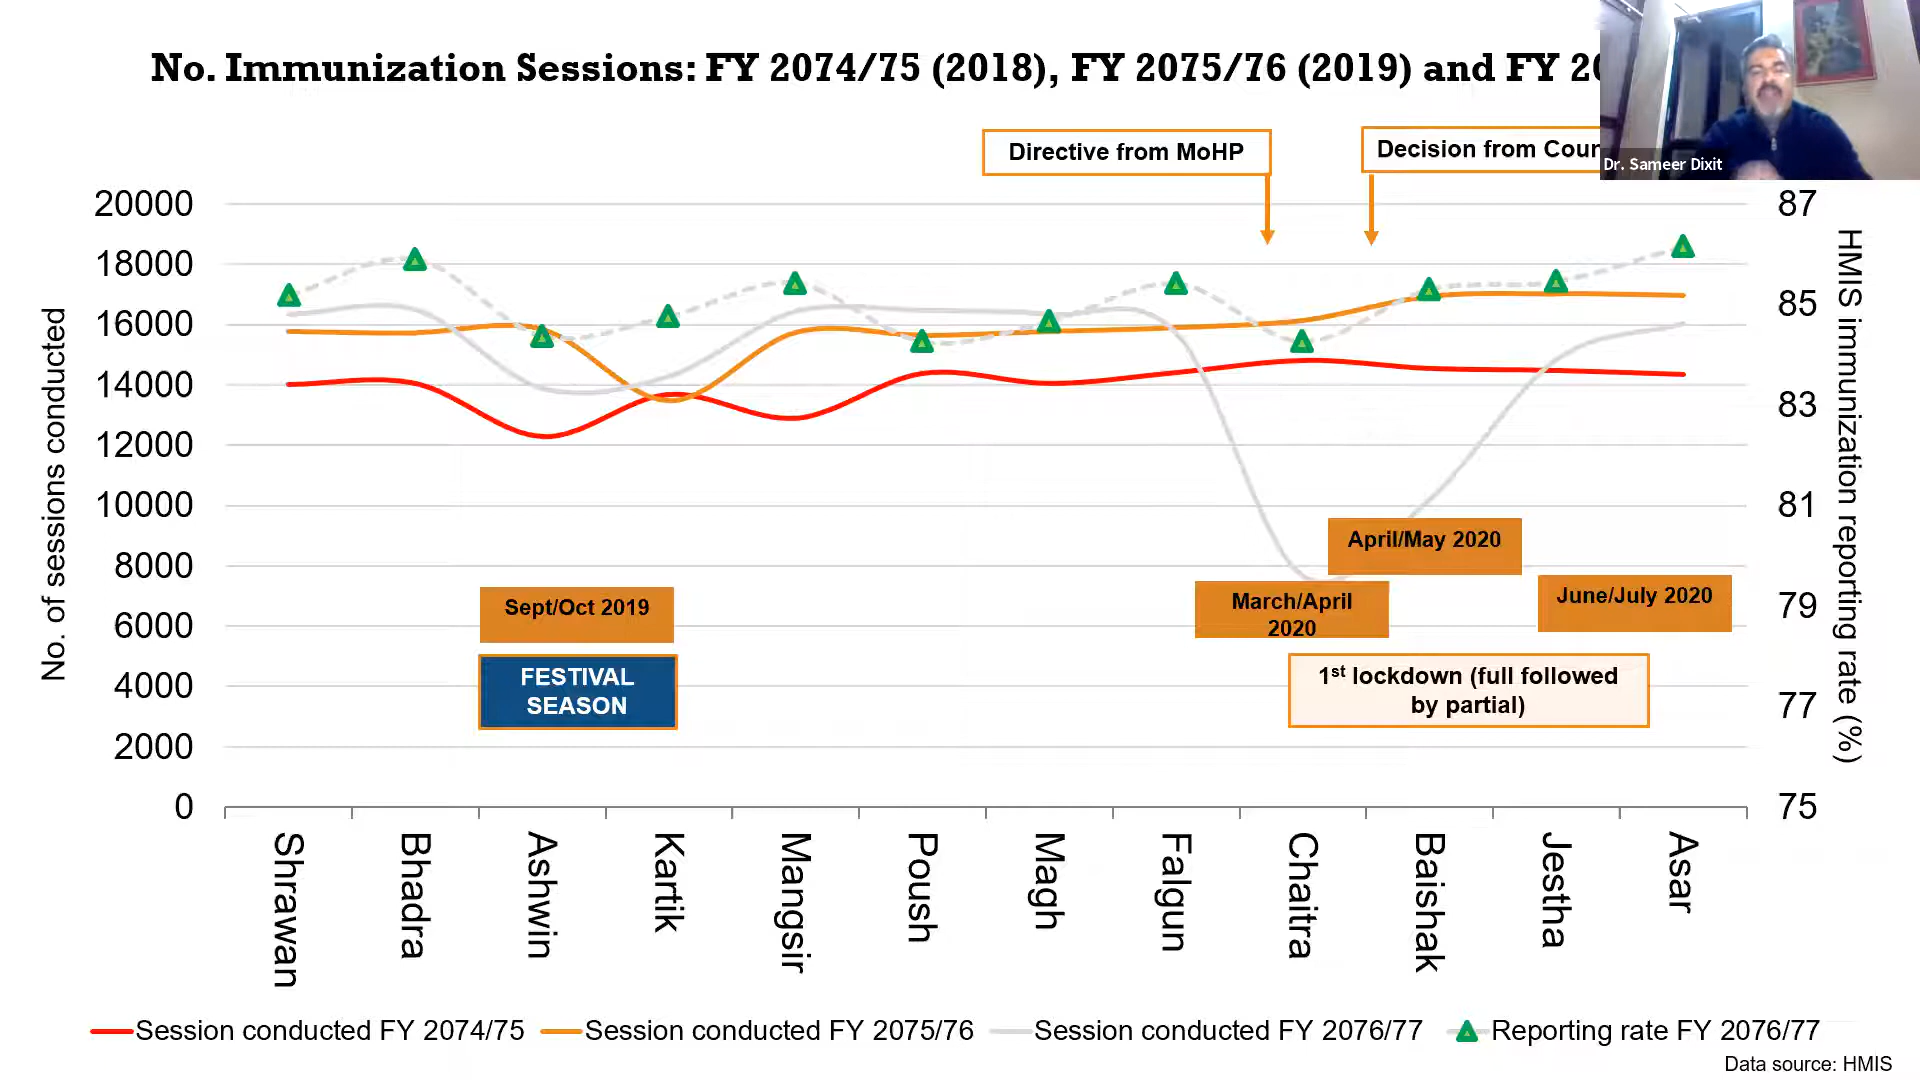 No. Immunization Sessions: FY 2074/75 (2018), FY 2075/76 (2019) and FY
Dr. Sameer Dixit
Directive from MoHP
Decision from
20000
18000
16000
14000
12000
10000
8000
6000
4000
2000
0
No. of sessions conducted
87
85
83
81
79
77
75
HMIS immunization reporting rate (%)
Sept/Oct 2019
FESTIVAL
SEASON
April/May 2020
March/April
2020
June/July 2020
1st lockdown (full followed
by partial)
Shrawan
Bhadra
Ashwin
Kartik
Mangsir
Poush
Magh
Falgun
Chaitra
Baishak
Jestha
Asar
Session conducted FY 2074/75
Session conducted FY 2075/76
Session conducted FY 2076/77
Reporting rate FY 2076/77
Data source: HMIS